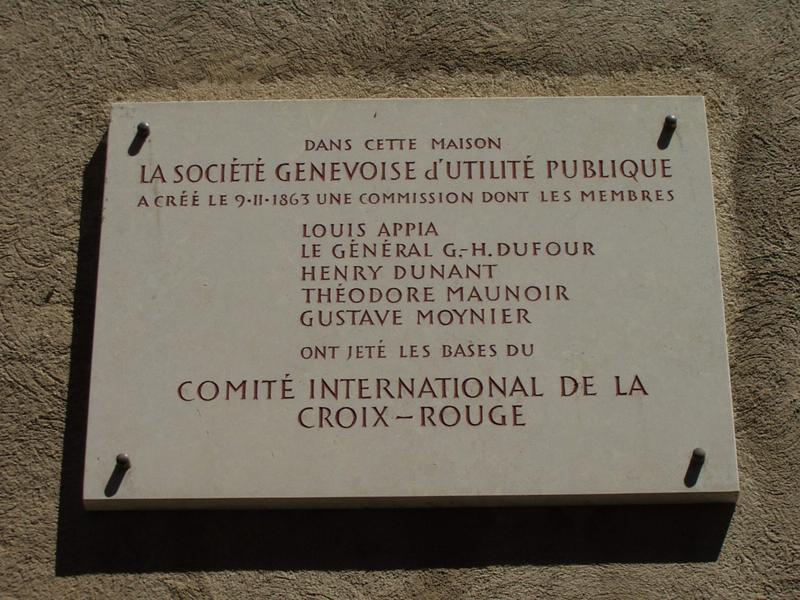 DANS CETTE MAISON
LA SOCIÉTÉ GENEVOISE d'UTILITÉ PUBLIQUE
A CRÉÉ LE 9·II·1863 UNE COMMISSION DONT LES MEMBRES
LOUIS APPIA
LE GÉNÉRAL G.-H. DUFOUR
HENRY DUNANT
THÉODORE MAUNOIR
GUSTAVE MOYNIER
ONT JETÉ LES BASES DU
COMITÉ INTERNATIONAL DE LA
CROIX-ROUGE